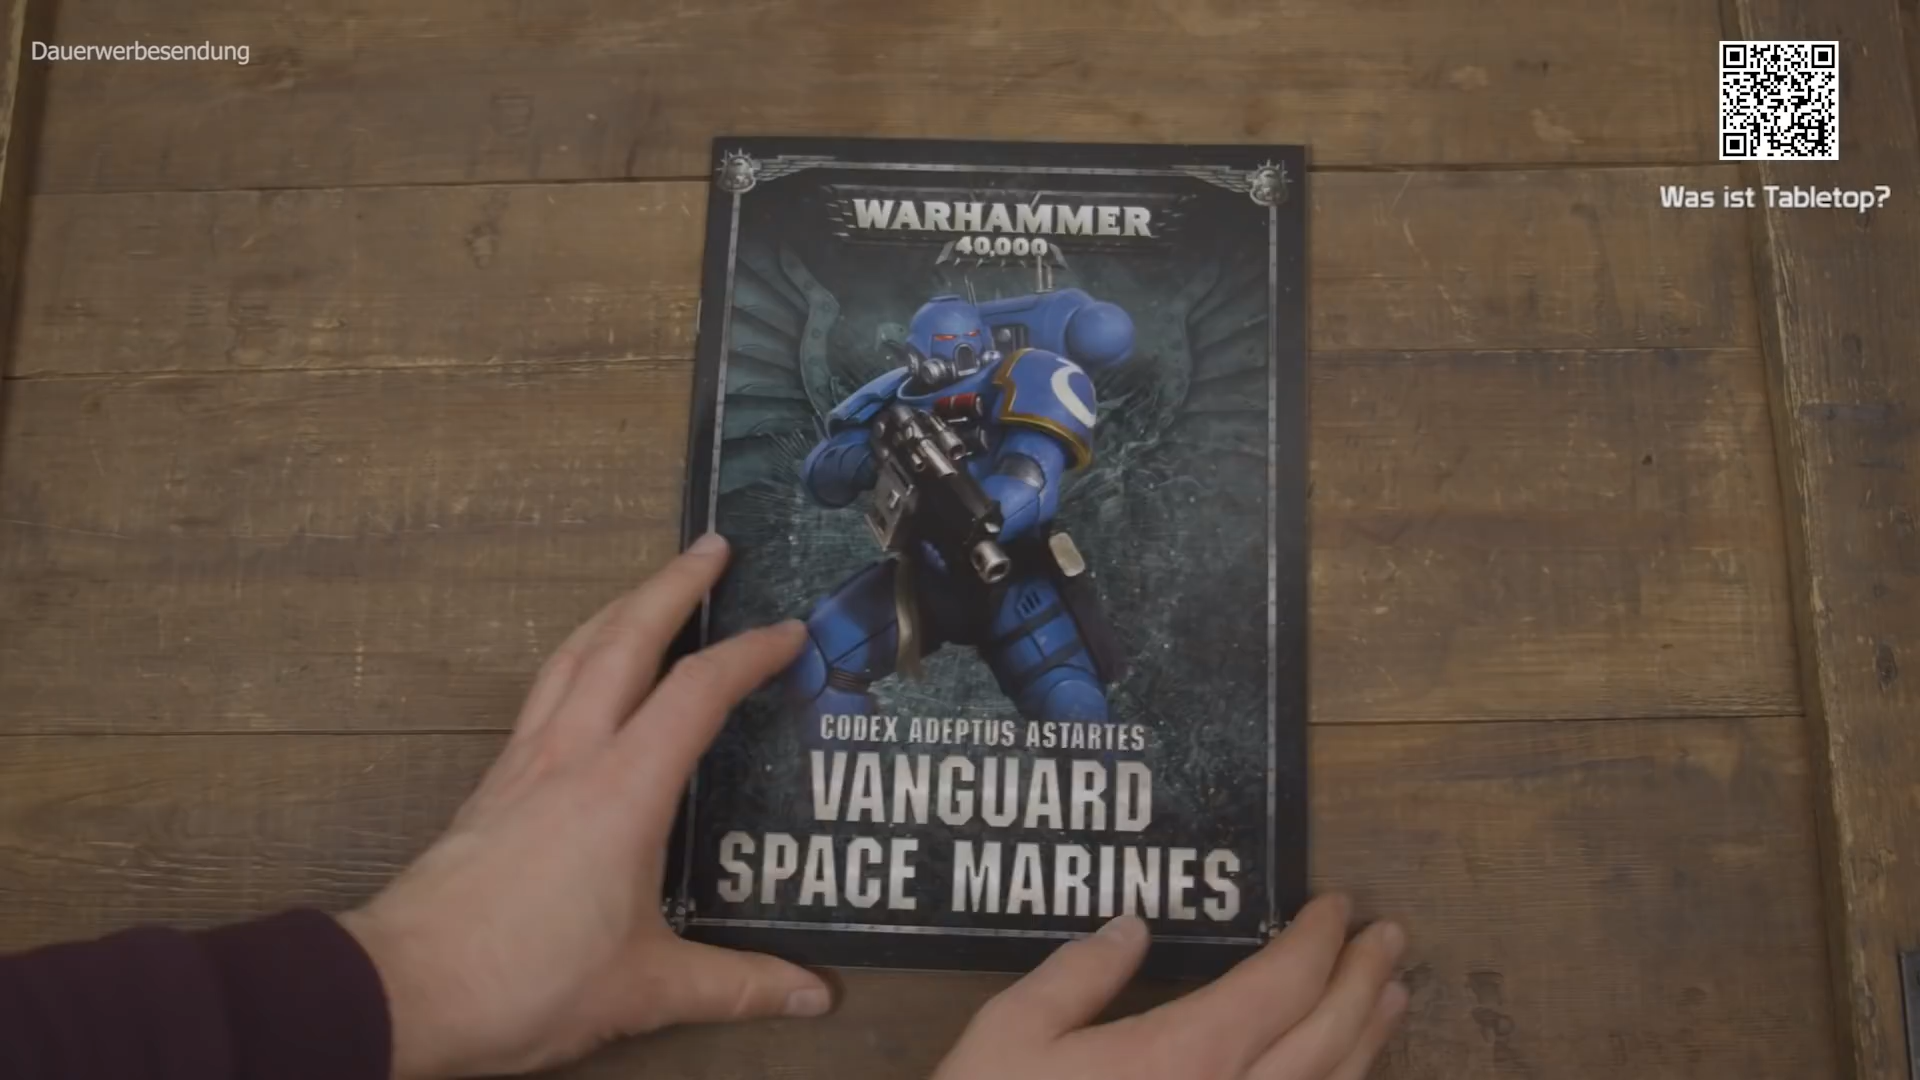 Dauerwerbesendung
Was ist Tabletop?
WARHAMMER
40,000
CODEX ADEPTUS ASTARTES
VANGUARD
SPACE MARINES